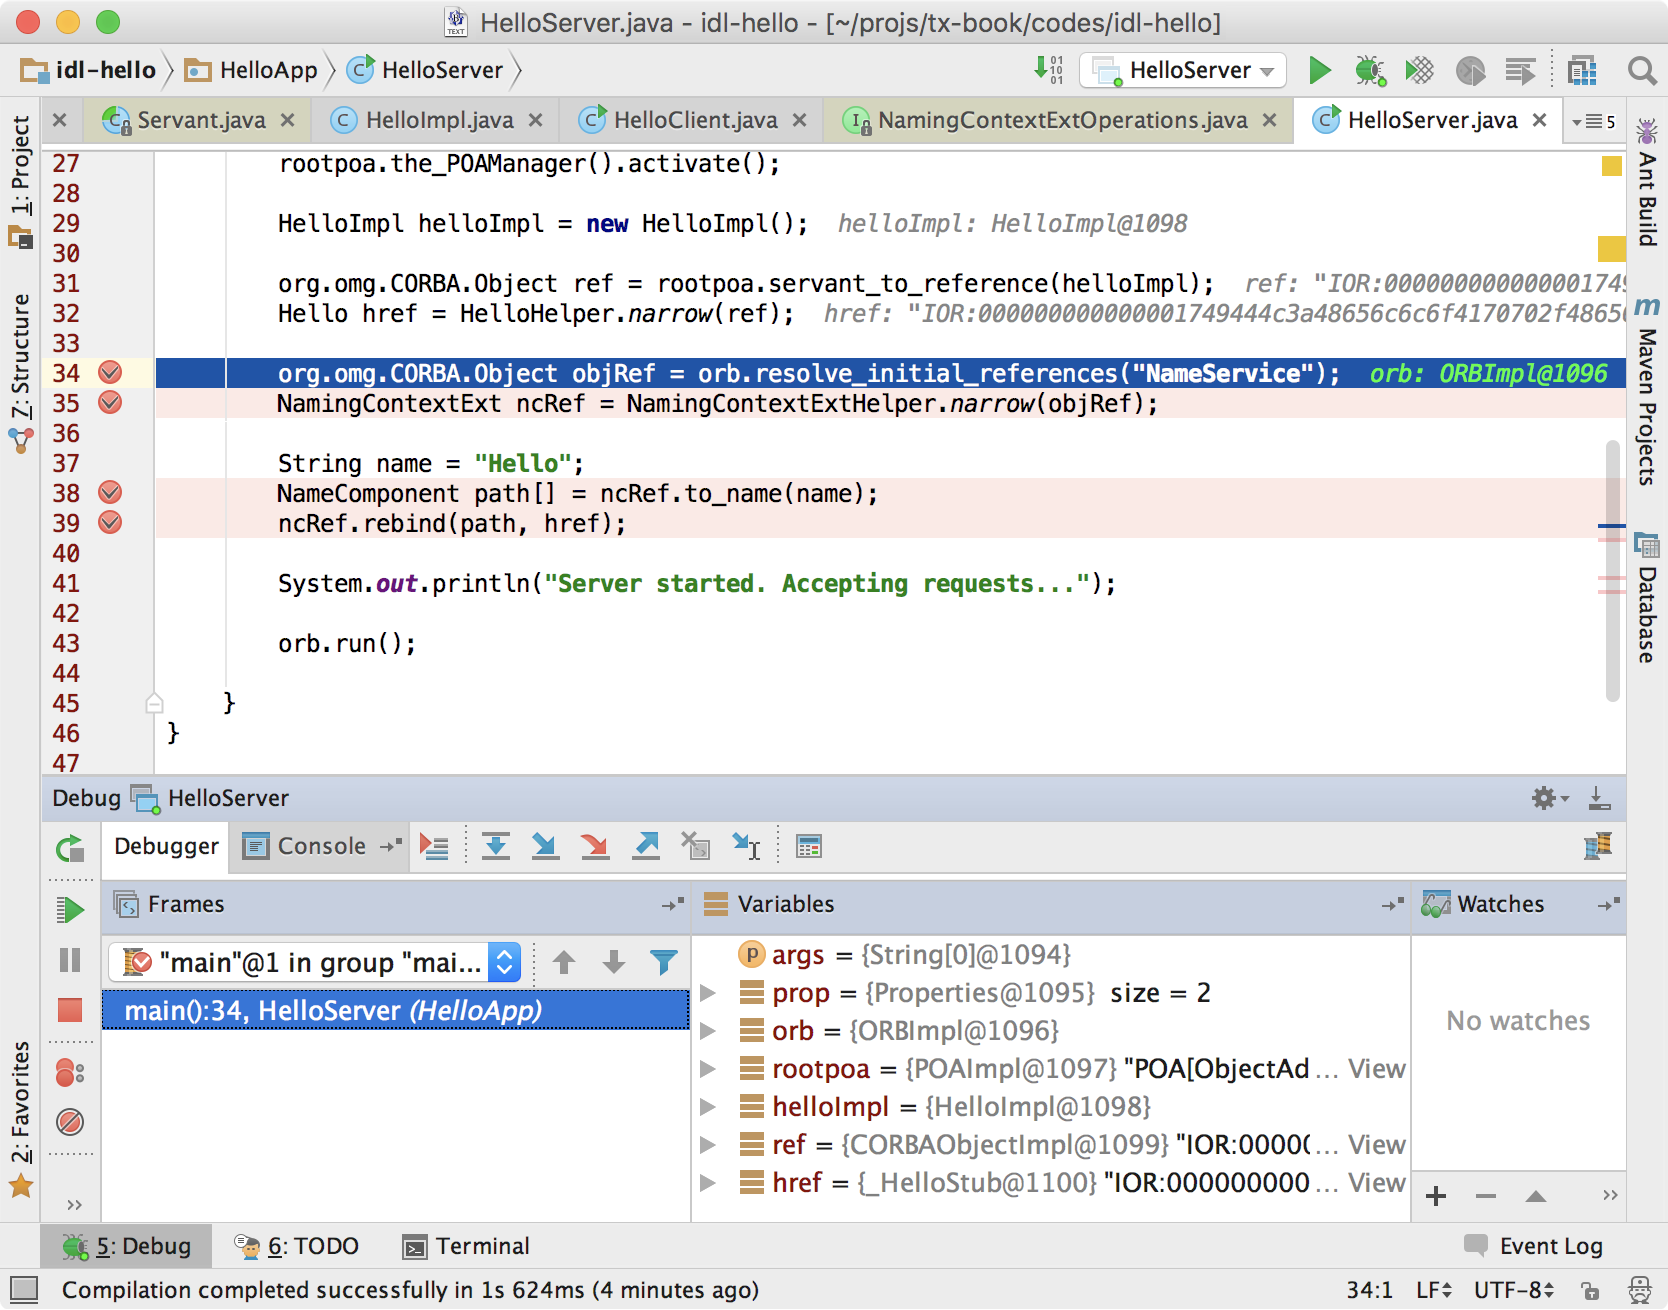 HelloServer.java - idl-hello - [~/projs/tx-book/codes/idl-hello]
idl-hello HelloApp HelloServer HelloServer
Servant.java HelloImpl.java HelloClient.java NamingContextExtOperations.java HelloServer.java 5
1: Project
7: Structure
2: Favorites
Ant Build
Maven Projects
Database
27 rootpoa.the_POAManager().activate();
28
29 HelloImpl helloImpl = new HelloImpl(); helloImpl: HelloImpl@1098
30
31 org.omg.CORBA.Object ref = rootpoa.servant_to_reference(helloImpl); ref: "IOR:000000000000001749
32 Hello href = HelloHelper.narrow(ref); href: "IOR:000000000000001749444c3a48656c6c6f4170702f48656
33
34 org.omg.CORBA.Object objRef = orb.resolve_initial_references("NameService"); orb: ORBImpl@1096
35 NamingContextExt ncRef = NamingContextExtHelper.narrow(objRef);
36
37 String name = "Hello";
38 NameComponent path[] = ncRef.to_name(name);
39 ncRef.rebind(path, href);
40
41 System.out.println("Server started. Accepting requests...");
42
43 orb.run();
44
45 }
46 }
47
Debug HelloServer
Debugger Console
Frames
"main"@1 in group "mai...
main():34, HelloServer (HelloApp)
Variables
args = {String[0]@1094}
prop = {Properties@1095} size = 2
orb = {ORBImpl@1096}
rootpoa = {POAImpl@1097} "POA[ObjectAd... View
helloImpl = {HelloImpl@1098}
ref = {CORBAObjectImpl@1099} "IOR:0000... View
href = {_HelloStub@1100} "IOR:000000000... View
Watches
No watches
5: Debug 6: TODO Terminal Event Log
Compilation completed successfully in 1s 624ms (4 minutes ago) 34:1 LF UTF-8